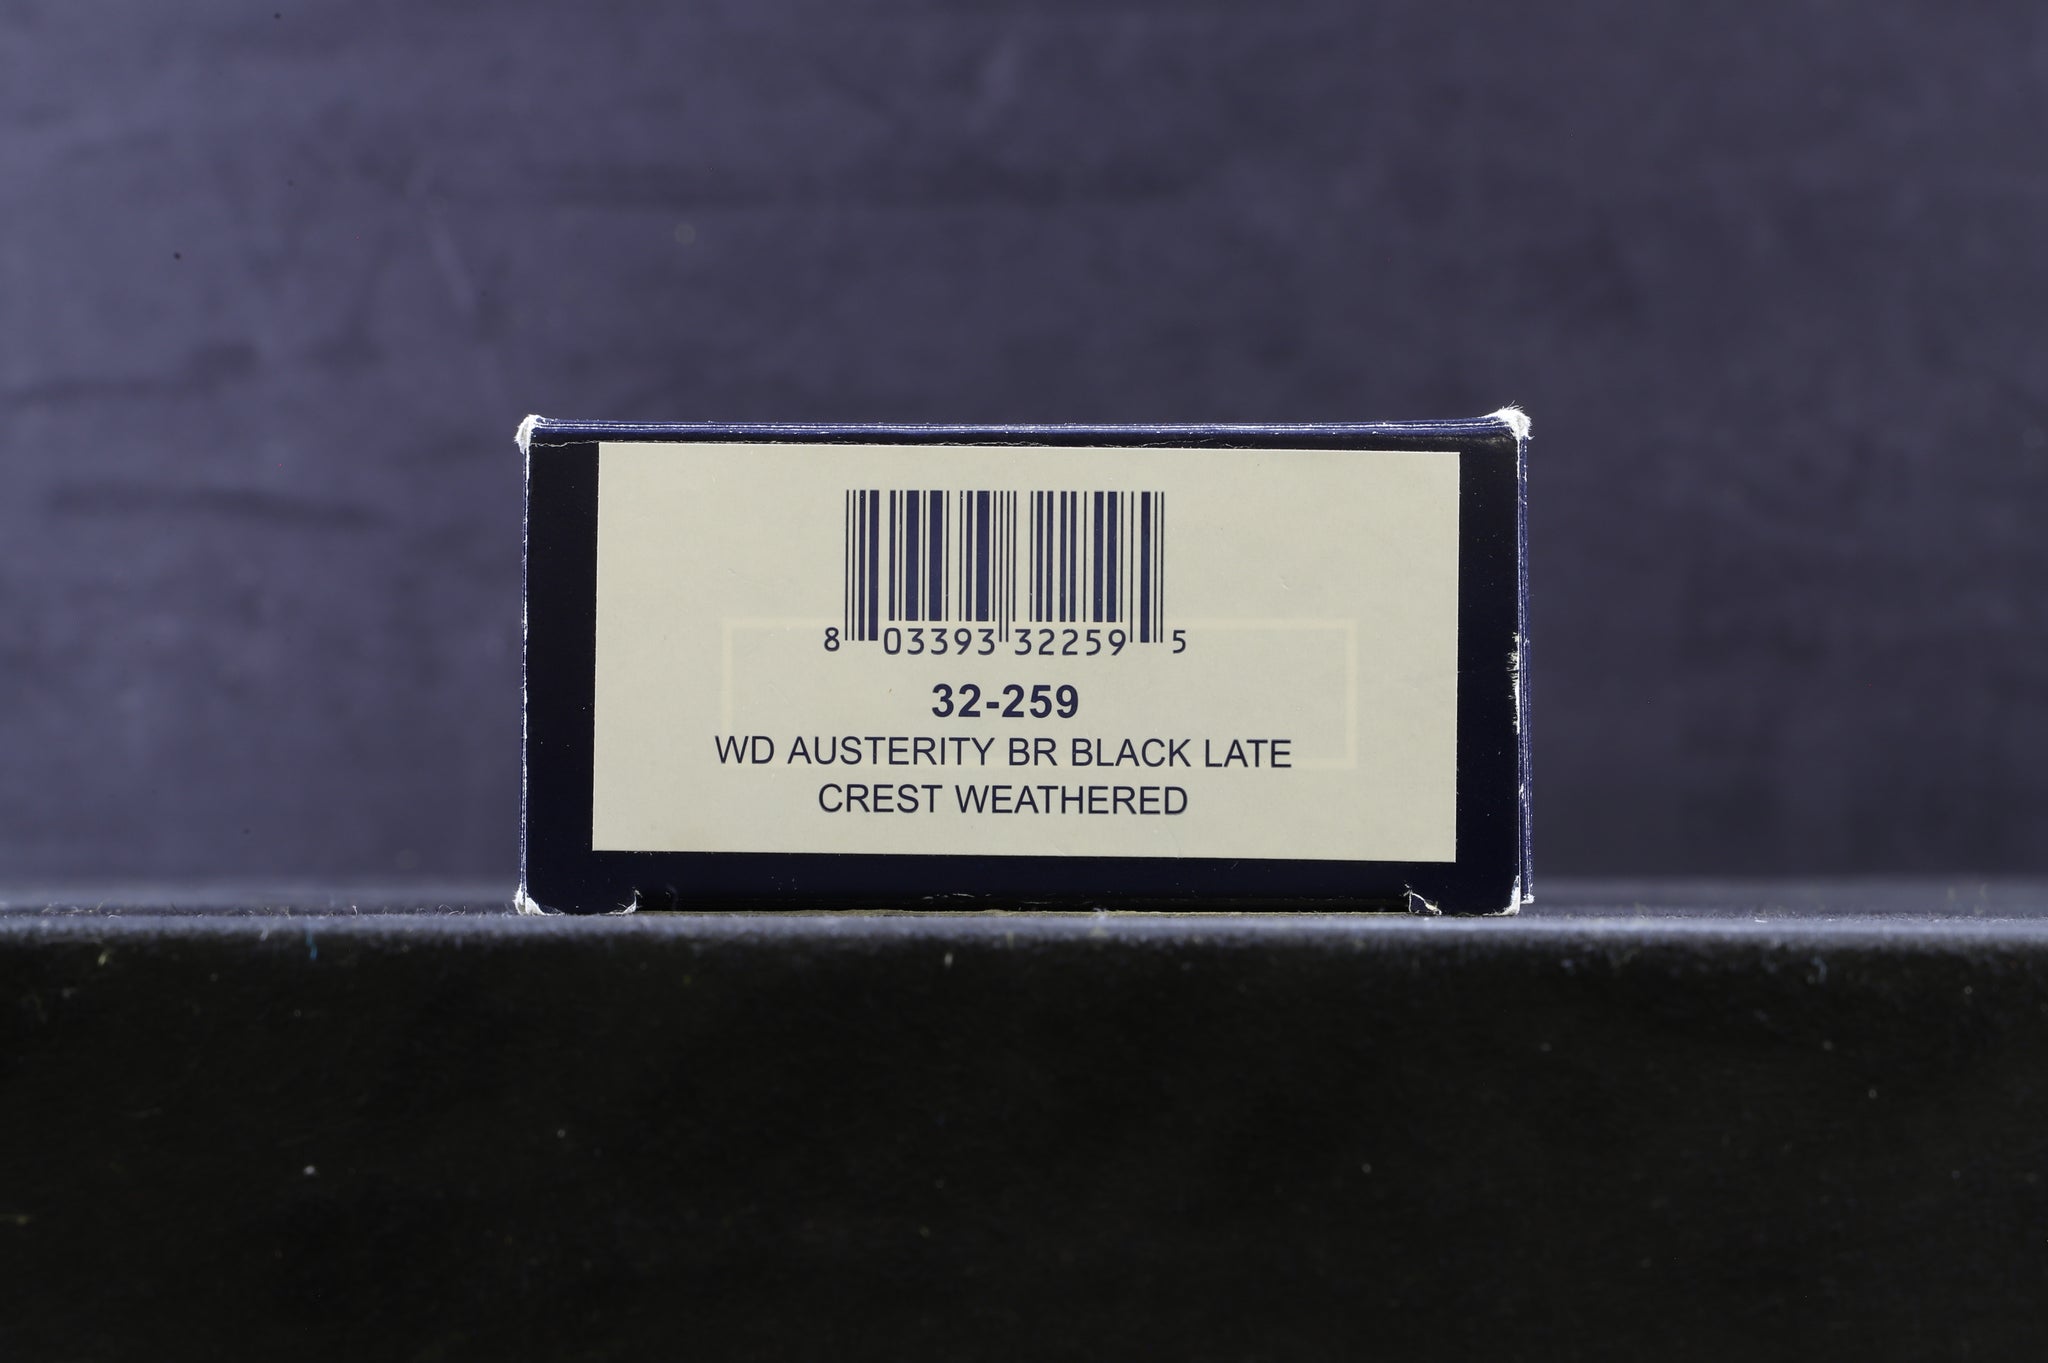 8 03393 32259 5
32-259
WD AUSTERITY BR BLACK LATE
CREST WEATHERED